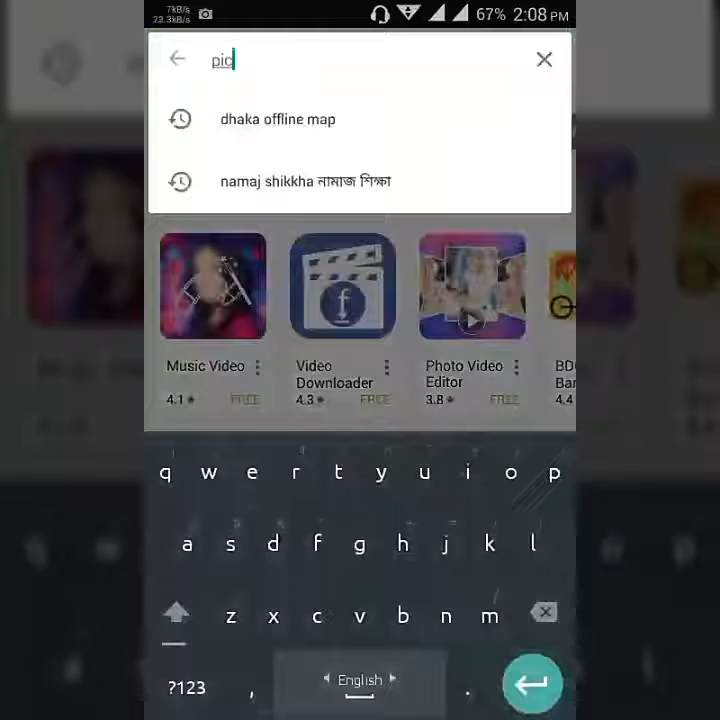 7kB/s
22.3kB/s
67% 2:08 PM
pic
dhaka offline map
namaj shikkha নামাজ শিক্ষা
Music Video
4.1 FREE
Video
Downloader
4.3 FREE
Photo Video
Editor
3.8 FREE
BD
Bar
4.4
q w e r t y u i o p
a s d f g h j k l
z x c v b n m
?123 , English .